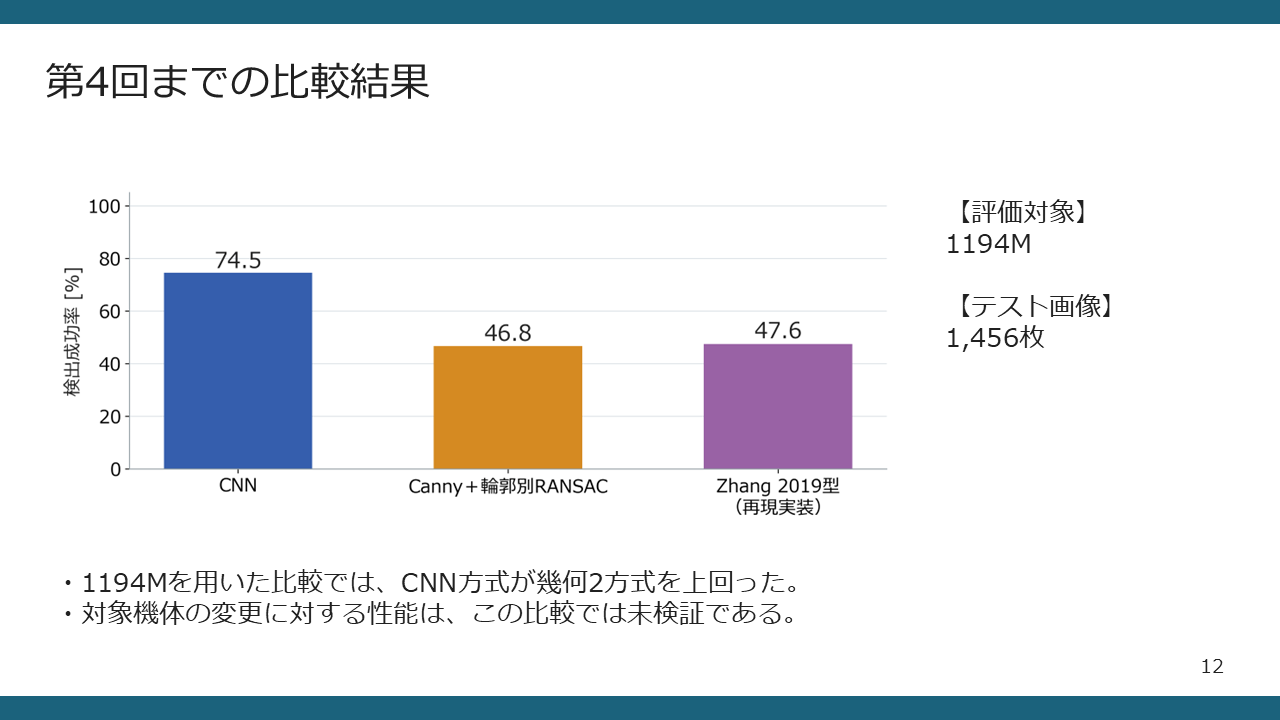 第4回までの比較結果
検出成功率 [%]
100
80
60
40
20
0
74.5
46.8
47.6
CNN
Canny+輪郭別RANSAC
Zhang 2019型
（再現実装）
【評価対象】
1194M
【テスト画像】
1,456枚
・1194Mを用いた比較では、CNN方式が幾何2方式を上回った。
・対象機体の変更に対する性能は、この比較では未検証である。
12